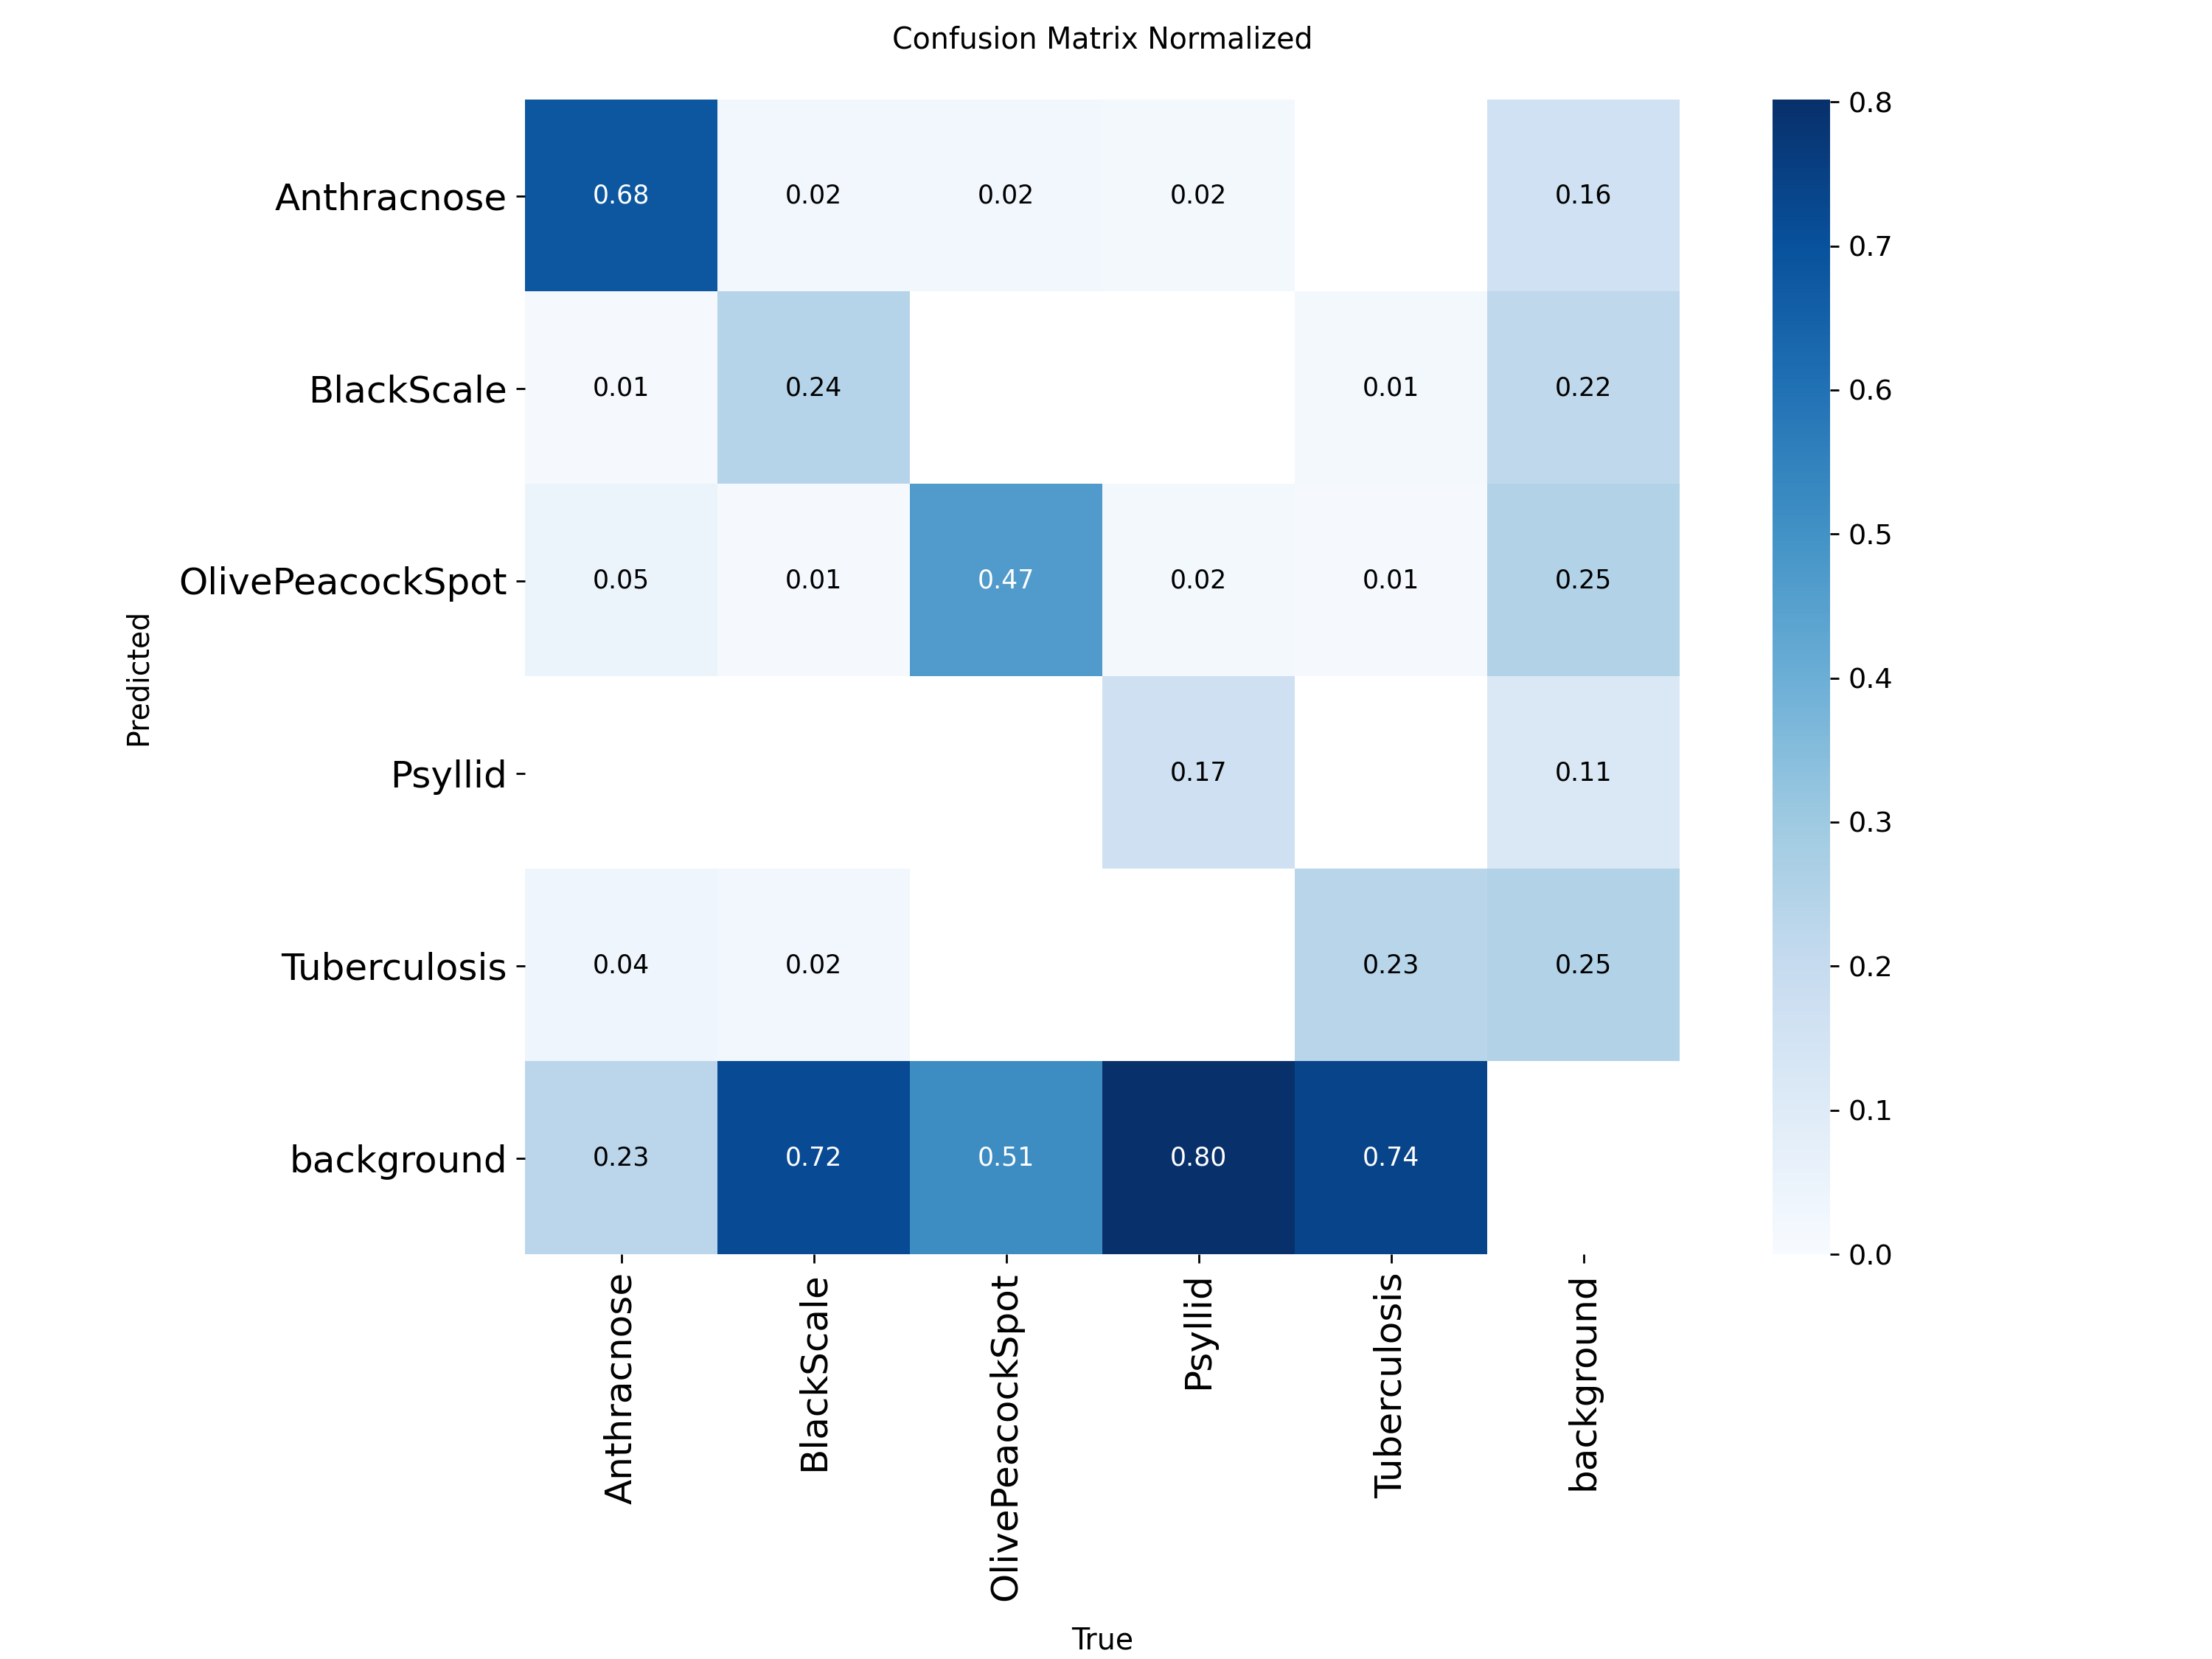 Confusion Matrix Normalized
Anthracnose 0.68 0.02 0.02 0.02 0.16
BlackScale 0.01 0.24 0.01 0.22
OlivePeacockSpot 0.05 0.01 0.47 0.02 0.01 0.25
Psyllid 0.17 0.11
Tuberculosis 0.04 0.02 0.23 0.25
background 0.23 0.72 0.51 0.80 0.74
Predicted
Anthracnose
BlackScale
OlivePeacockSpot
Psyllid
Tuberculosis
background
True
0.8
0.7
0.6
0.5
0.4
0.3
0.2
0.1
0.0